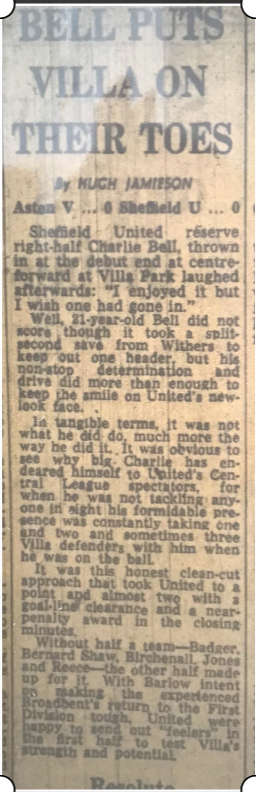 BELL PUTS
VILLA ON
THEIR TOES
By HUGH JAMIESON
Aston V ... 0 Sheffield U ... 0
Sheffield United reserve
right-half Charlie Bell, thrown
in at the debut end at centre-
forward at Villa Park laughed
afterwards: "I enjoyed it but
I wish one had gone in."
Well, 21-year-old Bell did not
score though it took a split-
second save from Withers to
keep out one header, but his
non-stop determination and
drive did more than enough to
keep the smile on United's new-
look face.
In tangible terms, it was not
what he did do, much more the
way he did it. It was obvious to
see why big Charlie has en-
deared himself to United's Cen-
tral League spectators, for
when he was not tackling any-
one in sight his formidable pre-
sence was constantly taking one
and two and sometimes three
Villa defenders with him when
he was on the ball.
It was this honest clean-cut
approach that took United to a
point and almost two with a
goal-line clearance and a near-
penalty award in the closing
minutes.
Without half a team—Badger,
Bernard Shaw, Birchenall, Jones
and Reece—the other half made
up for it. With Barlow intent
on making the experienced
Broadbent's return to the First
Division tough, United were
happy to send out "feelers" in
the first half to test Villa's
strength and potential.
Resolute